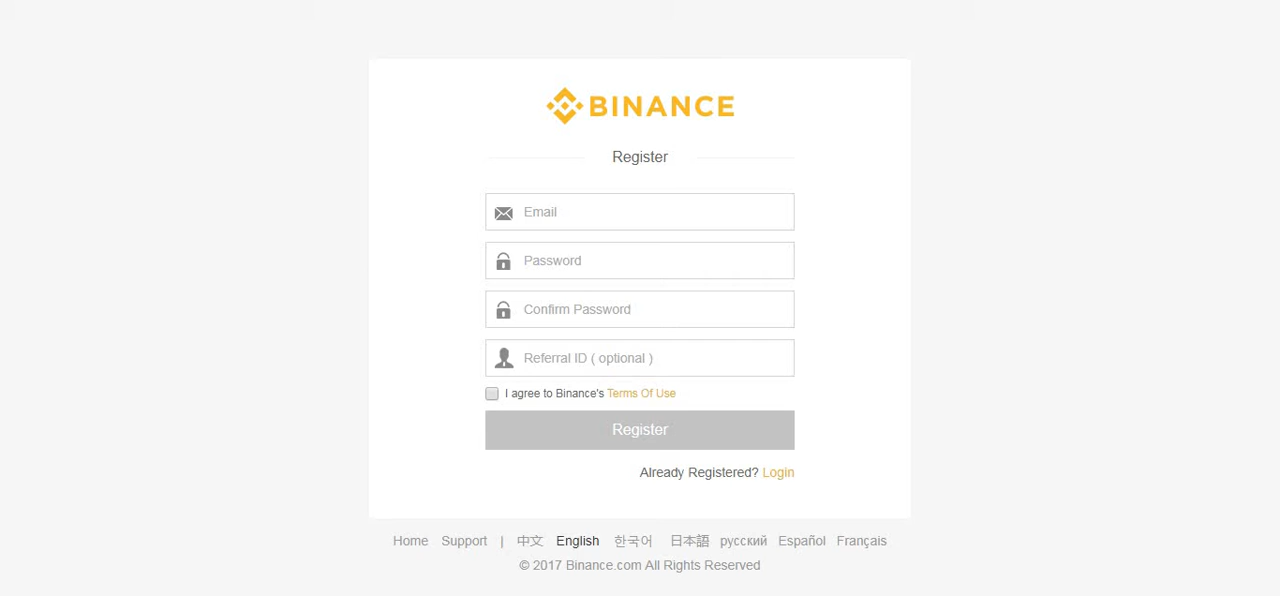 BINANCE
Register
Email
Password
Confirm Password
Referral ID ( optional )
I agree to Binance's Terms Of Use
Register
Already Registered? Login
Home Support | 中文 English 한국어 日本語 русский Español Français
© 2017 Binance.com All Rights Reserved